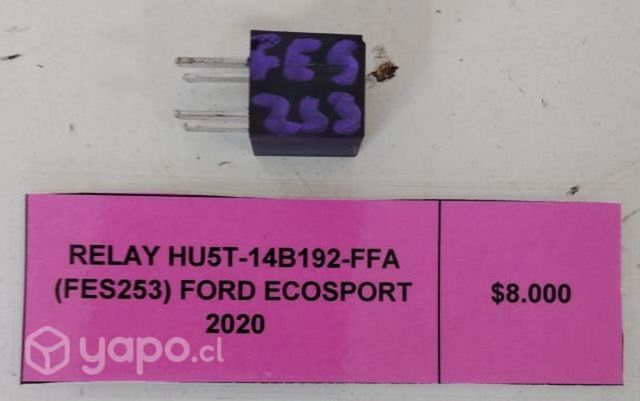 FES
253
RELAY HU5T-14B192-FFA
(FES253) FORD ECOSPORT
2020
$8.000
yapo.cl